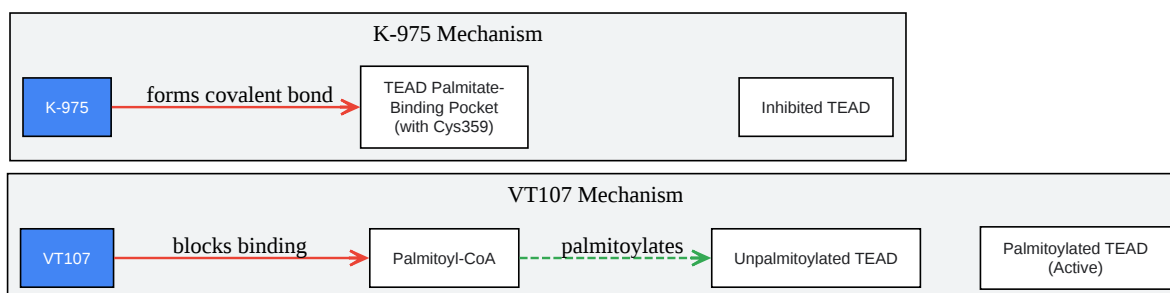 K-975 Mechanism
K-975
forms covalent bond
TEAD Palmitate-
Binding Pocket
(with Cys359)
Inhibited TEAD
VT107 Mechanism
VT107
blocks binding
Palmitoyl-CoA
palmitoylates
Unpalmitoylated TEAD
Palmitoylated TEAD
(Active)